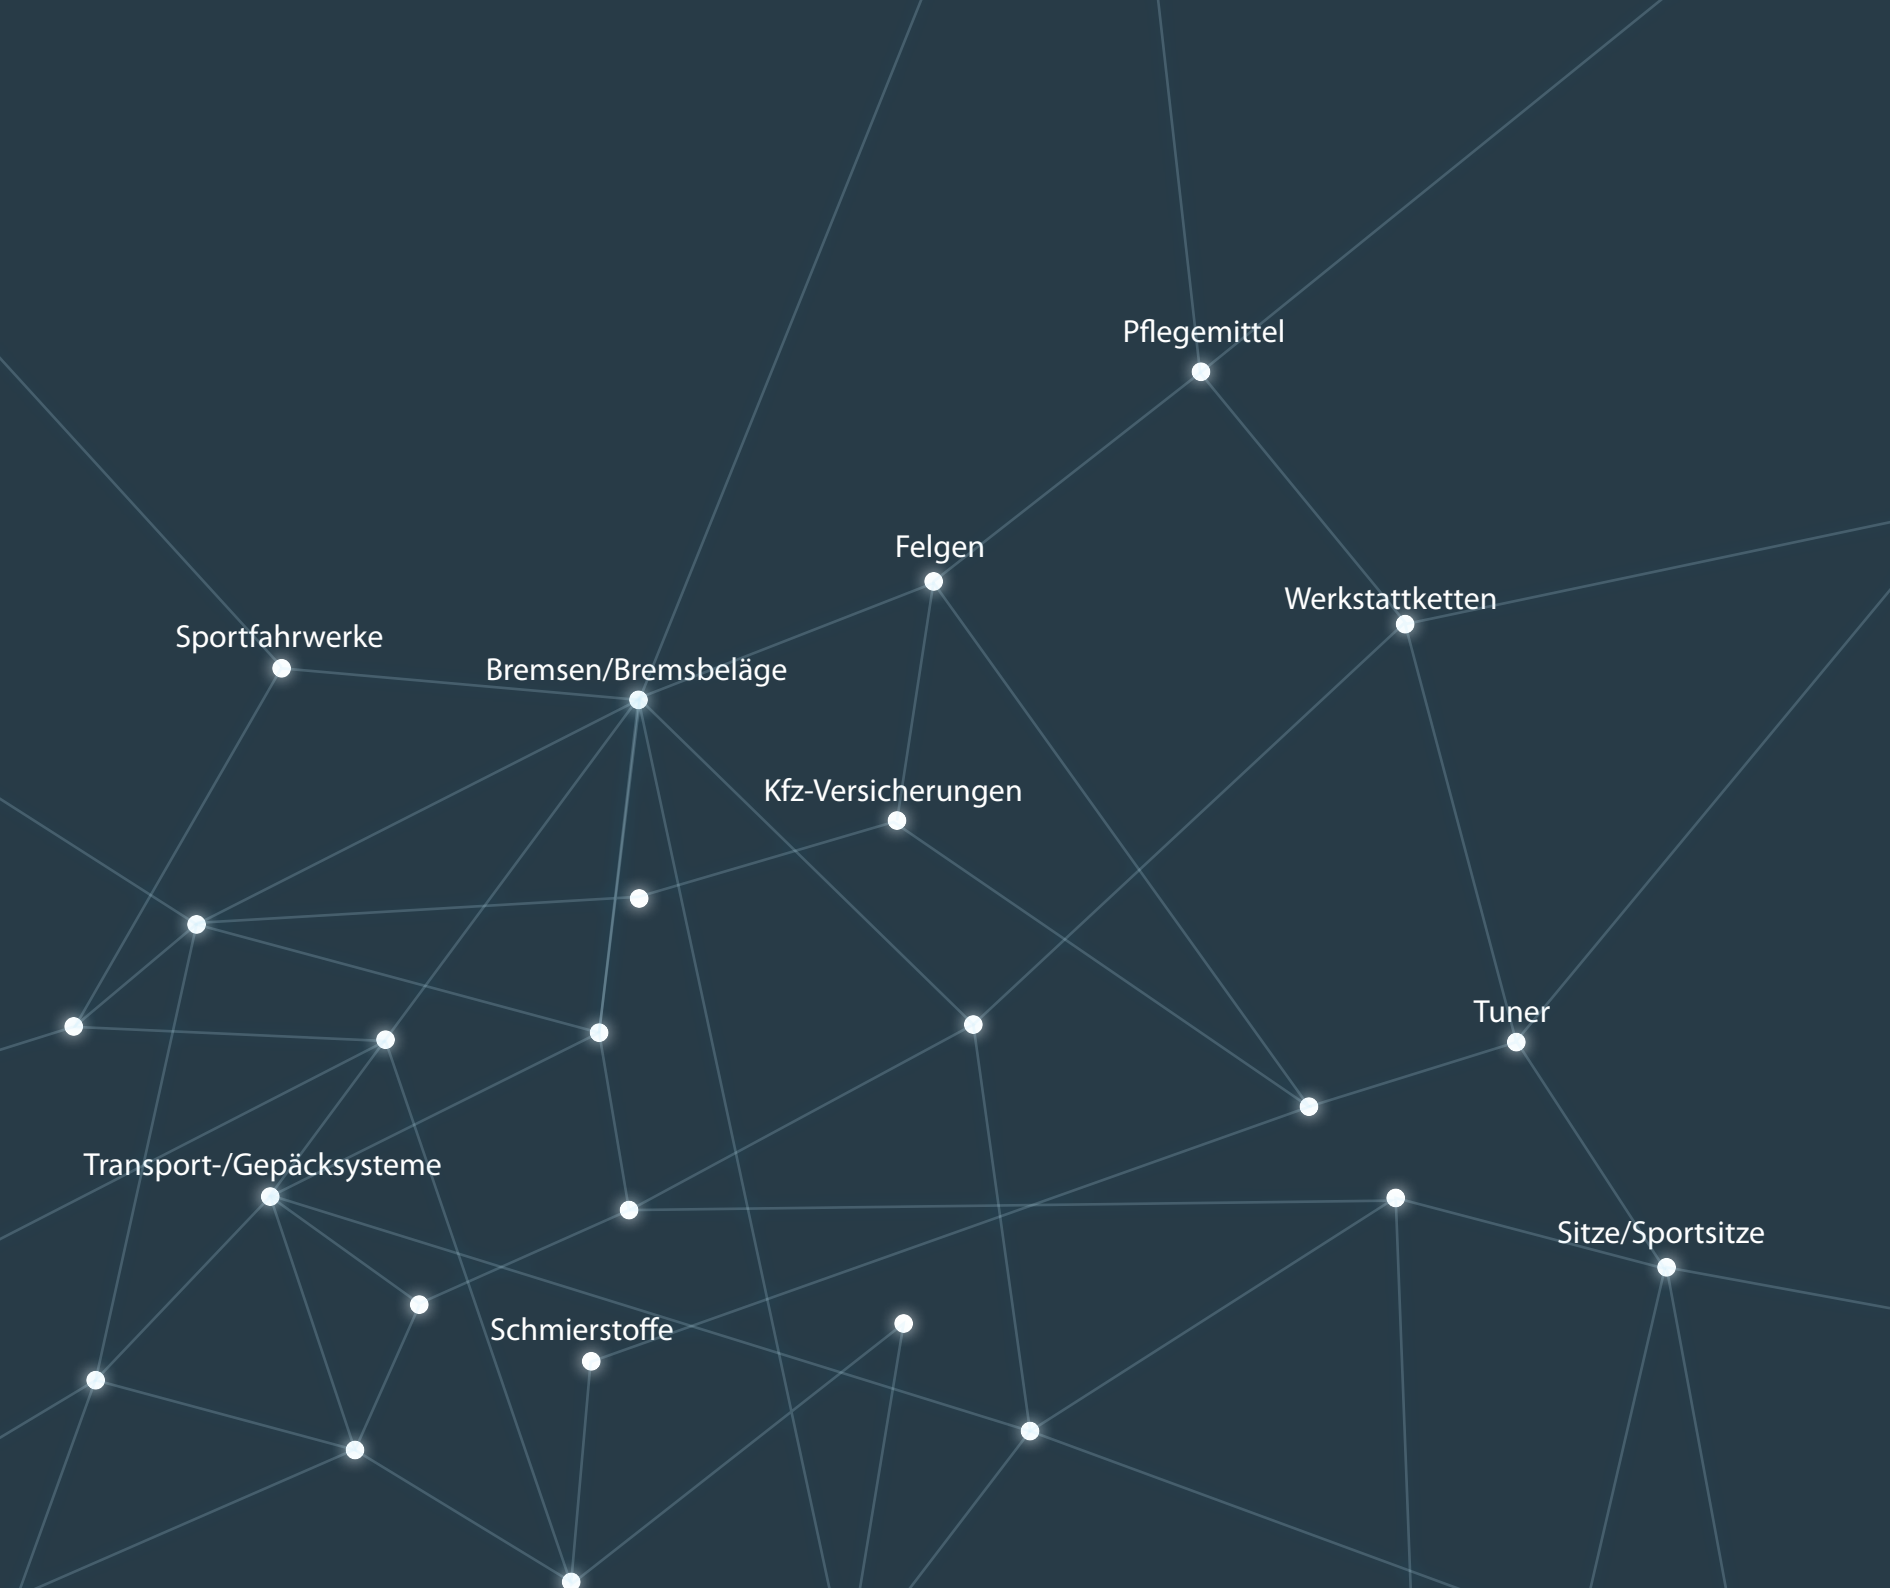 Pflegemittel
Felgen
Werkstattketten
Sportfahrwerke
Bremsen/Bremsbeläge
Kfz-Versicherungen
Tuner
Transport-/Gepäcksysteme
Sitze/Sportsitze
Schmierstoffe